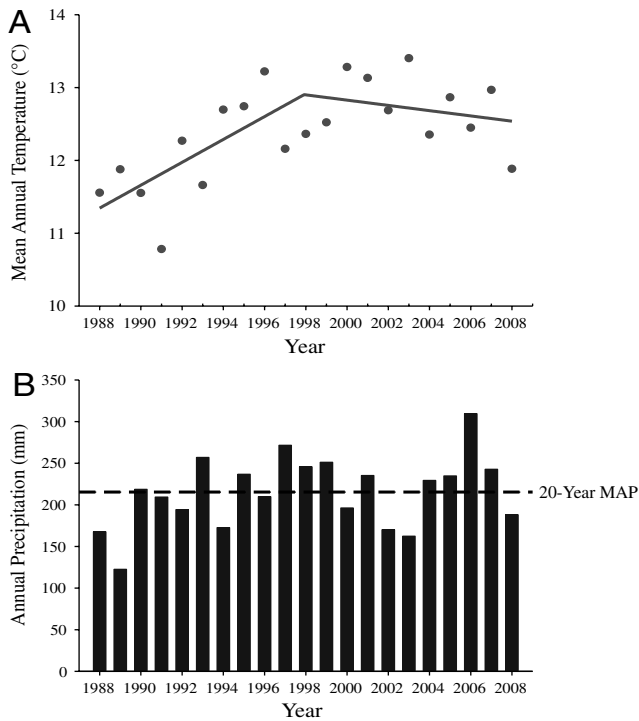 A
Mean Annual Temperature (°C)
14
13
12
11
10
1988 1990 1992 1994 1996 1998 2000 2002 2004 2006 2008
Year
B
Annual Precipitation (mm)
350
300
250
200
150
100
50
0
20-Year MAP
1988 1990 1992 1994 1996 1998 2000 2002 2004 2006 2008
Year